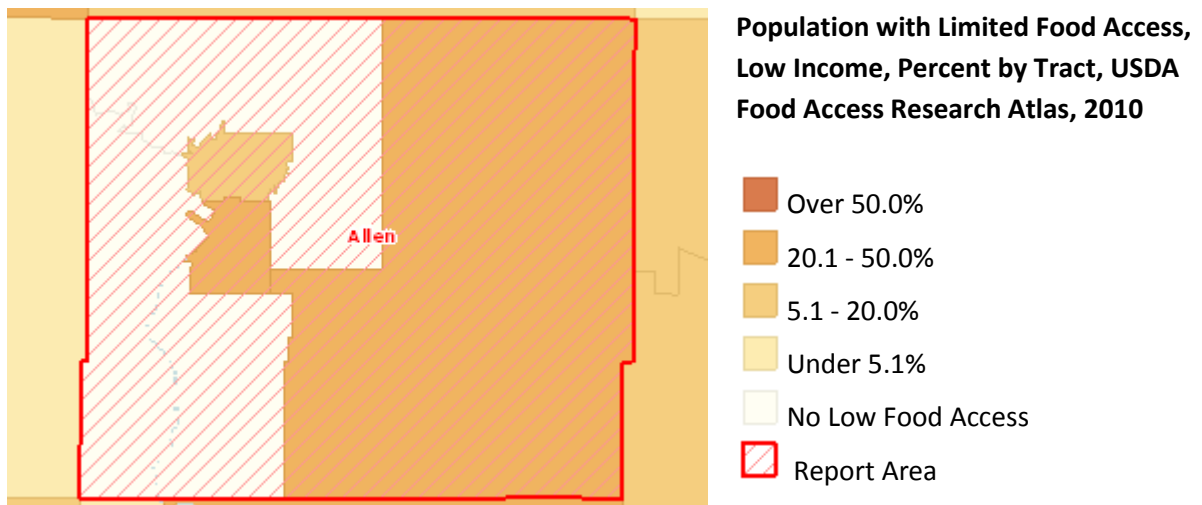 Population with Limited Food Access,
Low Income, Percent by Tract, USDA
Food Access Research Atlas, 2010
Over 50.0%
20.1 - 50.0%
5.1 - 20.0%
Under 5.1%
No Low Food Access
Report Area
Allen